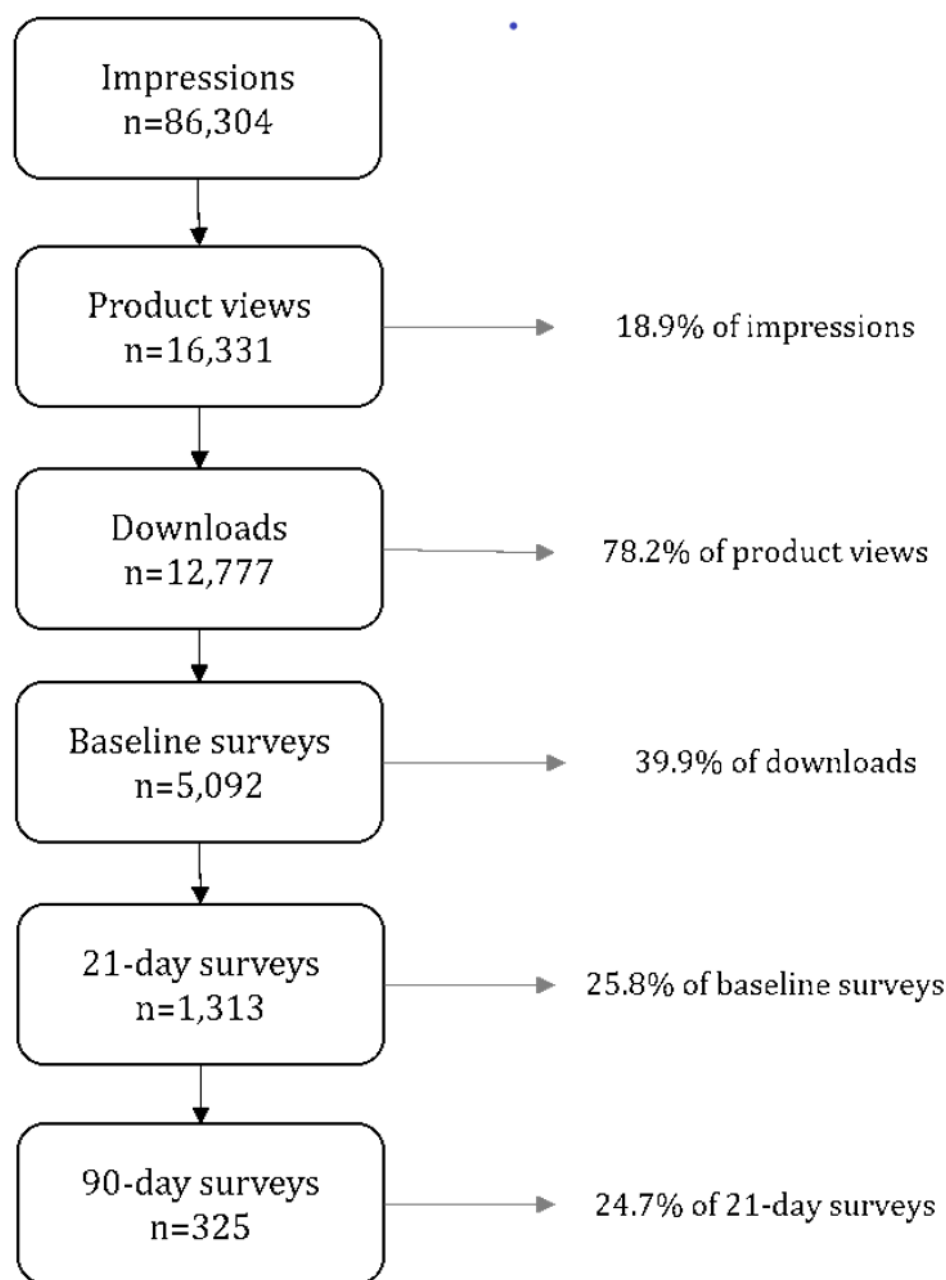 Impressions
n=86,304
Product views
n=16,331
18.9% of impressions
Downloads
n=12,777
78.2% of product views
Baseline surveys
n=5,092
39.9% of downloads
21-day surveys
n=1,313
25.8% of baseline surveys
90-day surveys
n=325
24.7% of 21-day surveys